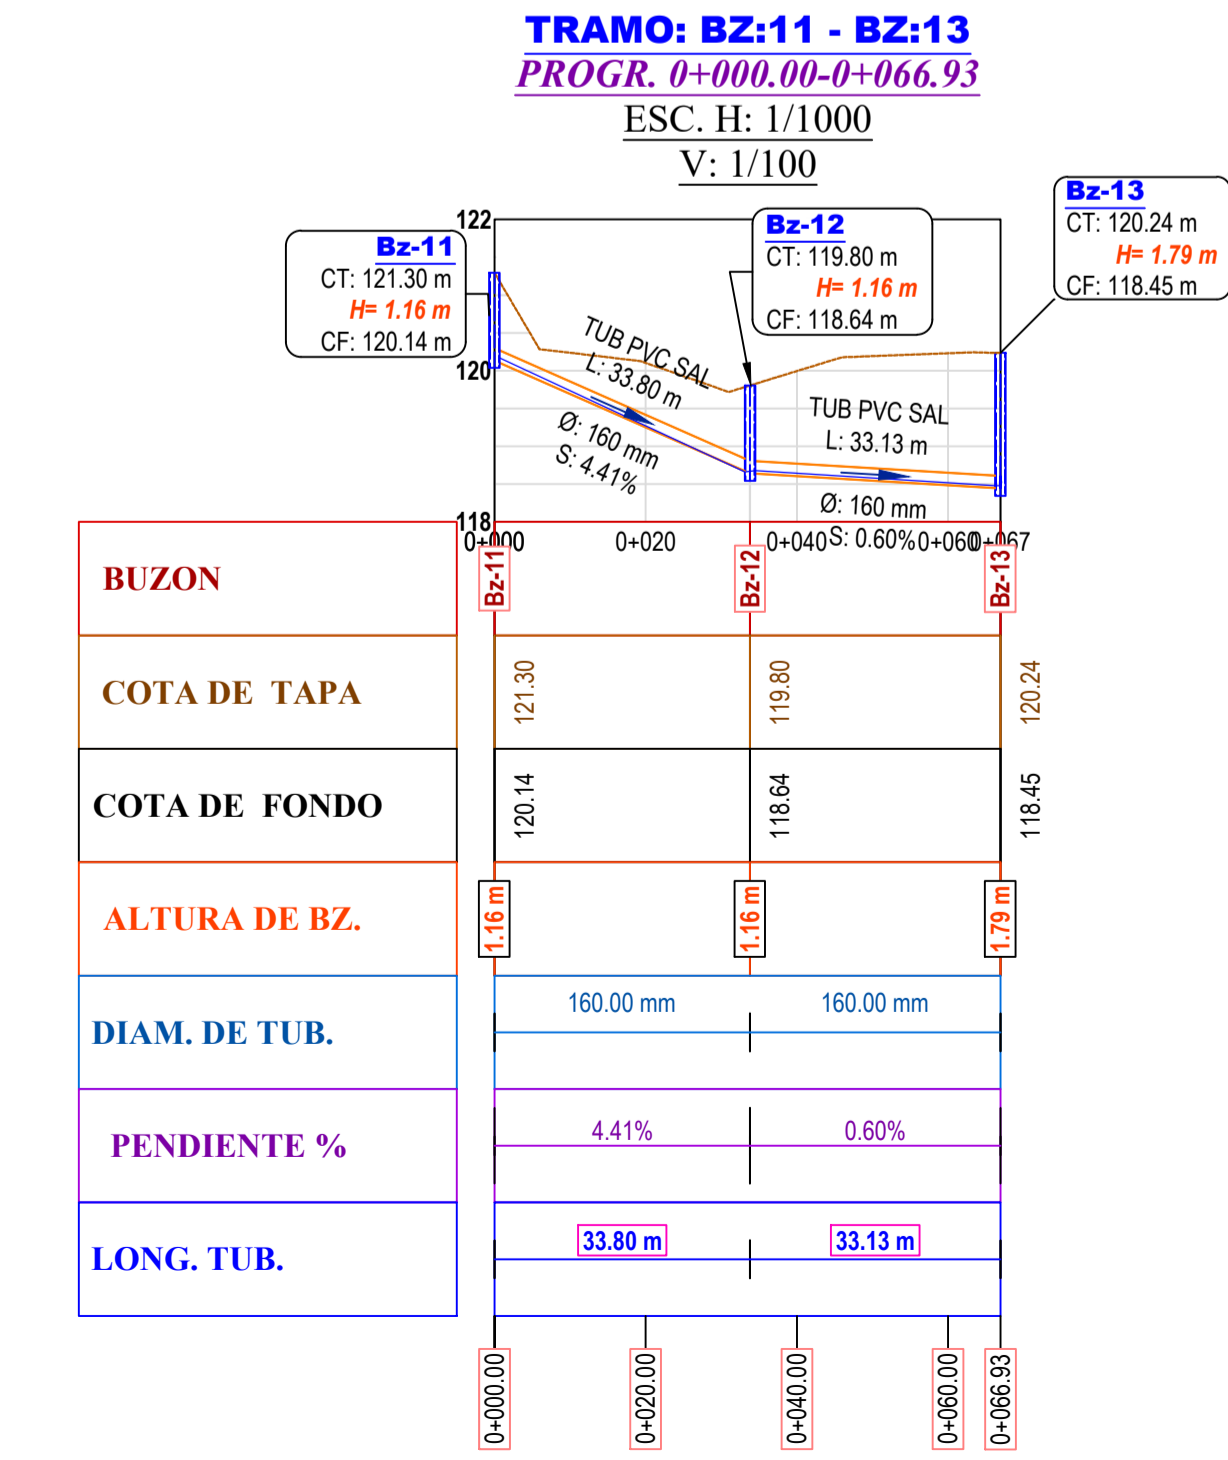 TRAMO: BZ:11 - BZ:13
PROGR. 0+000.00-0+066.93
ESC. H: 1/1000
V: 1/100
Bz-11
CT: 121.30 m
H= 1.16 m
CF: 120.14 m
Bz-12
CT: 119.80 m
H= 1.16 m
CF: 118.64 m
Bz-13
CT: 120.24 m
H= 1.79 m
CF: 118.45 m
122
120
118
TUB PVC SAL
L: 33.80 m
Ø: 160 mm
S: 4.41%
TUB PVC SAL
L: 33.13 m
Ø: 160 mm
S: 0.60%
0+000 0+020 0+040 0+060 0+067
BUZON Bz-11 Bz-12 Bz-13
COTA DE TAPA 121.30 119.80 120.24
COTA DE FONDO 120.14 118.64 118.45
ALTURA DE BZ. 1.16 m 1.16 m 1.79 m
DIAM. DE TUB. 160.00 mm 160.00 mm
PENDIENTE % 4.41% 0.60%
LONG. TUB. 33.80 m 33.13 m
0+000.00 0+020.00 0+040.00 0+060.00 0+066.93